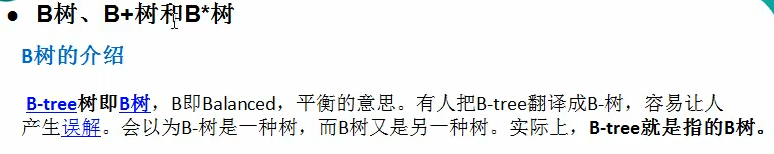 ● B树、B+树和B*树
B树的介绍
B-tree树即B树，B即Balanced，平衡的意思。有人把B-tree翻译成B-树，容易让人
产生误解。会以为B-树是一种树，而B树又是另一种树。实际上，B-tree就是指的B树。